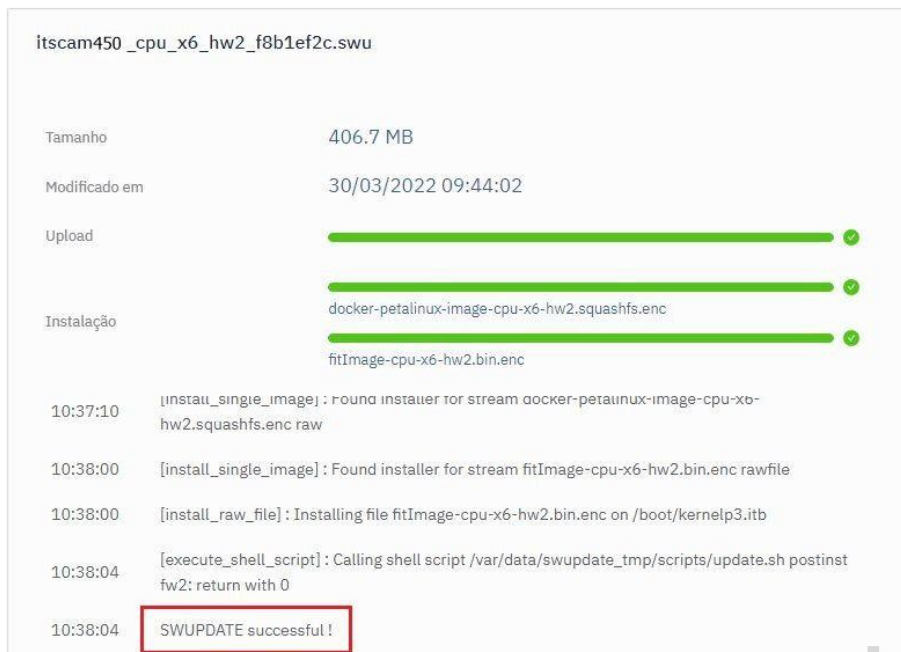 itscam450 _cpu_x6_hw2_f8b1ef2c.swu
Tamanho 406.7 MB
Modificado em 30/03/2022 09:44:02
Upload
Instalação
docker-petalinux-image-cpu-x6-hw2.squashfs.enc
fitImage-cpu-x6-hw2.bin.enc
10:37:10 [install_single_image] : Found installer for stream docker-petalinux-image-cpu-x6-
hw2.squashfs.enc raw
10:38:00 [install_single_image] : Found installer for stream fitImage-cpu-x6-hw2.bin.enc rawfile
10:38:00 [install_raw_file] : Installing file fitImage-cpu-x6-hw2.bin.enc on /boot/kernelp3.itb
10:38:04 [execute_shell_script] : Calling shell script /var/data/swupdate_tmp/scripts/update.sh postinst
fw2: return with 0
10:38:04 SWUPDATE successful !